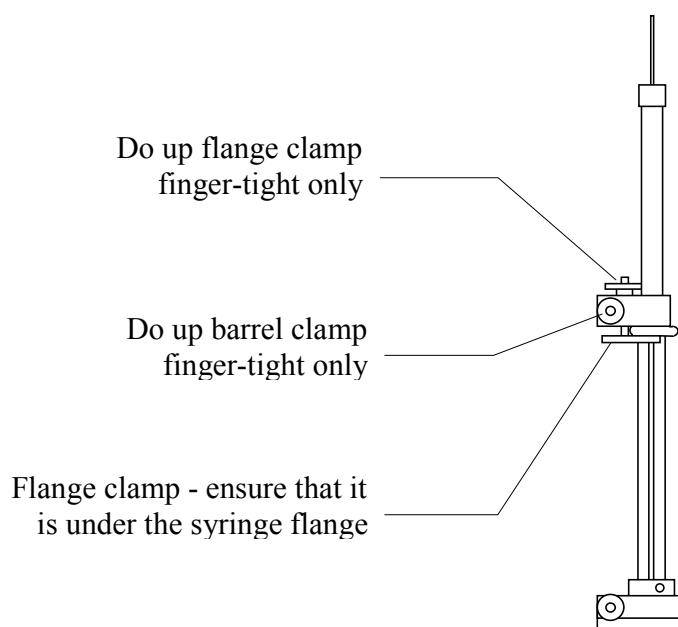 Do up flange clamp
finger-tight only
Do up barrel clamp
finger-tight only
Flange clamp - ensure that it
is under the syringe flange